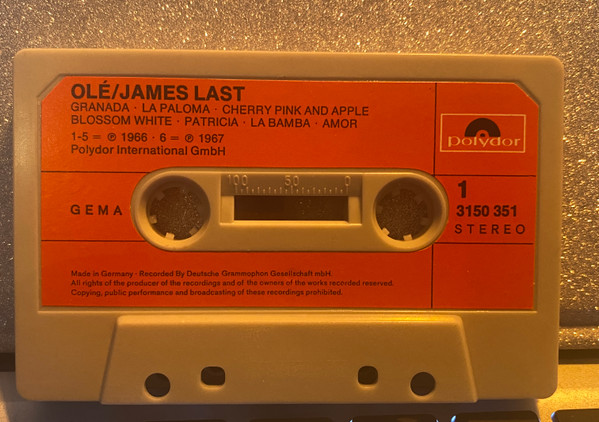 OLÉ/JAMES LAST
GRANADA · LA PALOMA · CHERRY PINK AND APPLE
BLOSSOM WHITE · PATRICIA · LA BAMBA · AMOR
1-5 = ℗ 1966 · 6 = ℗ 1967
Polydor International GmbH
polydor
100 50 0
GEMA
1
3150 351
STEREO
Made in Germany · Recorded By Deutsche Grammophon Gesellschaft mbH.
All rights of the producer of the recordings and of the owners of the works recorded reserved.
Copying, public performance and broadcasting of these recordings prohibited.